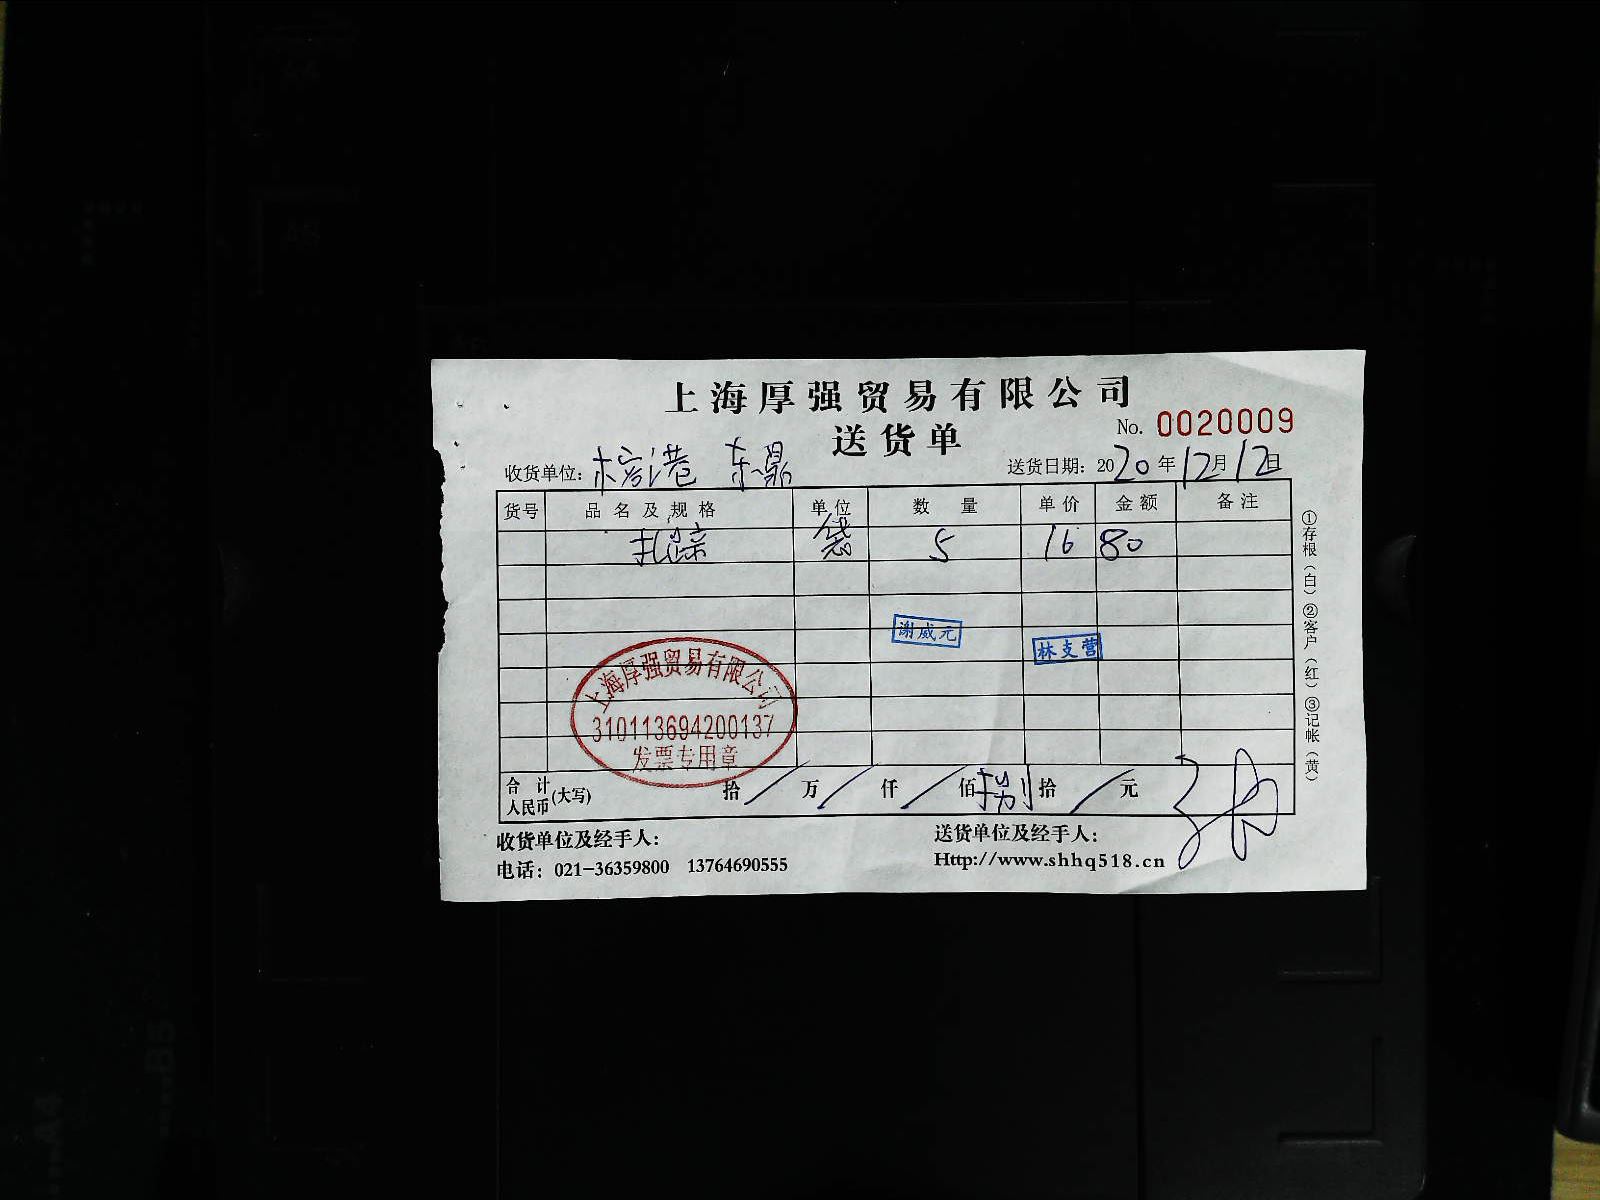 上海厚强贸易有限公司
送货单
No. 0020009
收货单位: 港 东鼎
送货日期: 2020年12月12日
货号 品名及规格 单位 数量 单价 金额 备注
扎 袋 5 16 80
谢威元
林支营
上海厚强贸易有限公司
310113694200137
发票专用章
合计人民币(大写) 拾/万/仟/佰捌拾/元
收货单位及经手人:
送货单位及经手人:
电话: 021-36359800 13764690555
Http://www.shhq518.cn
①存根(白)②客户(红)③记帐(黄)